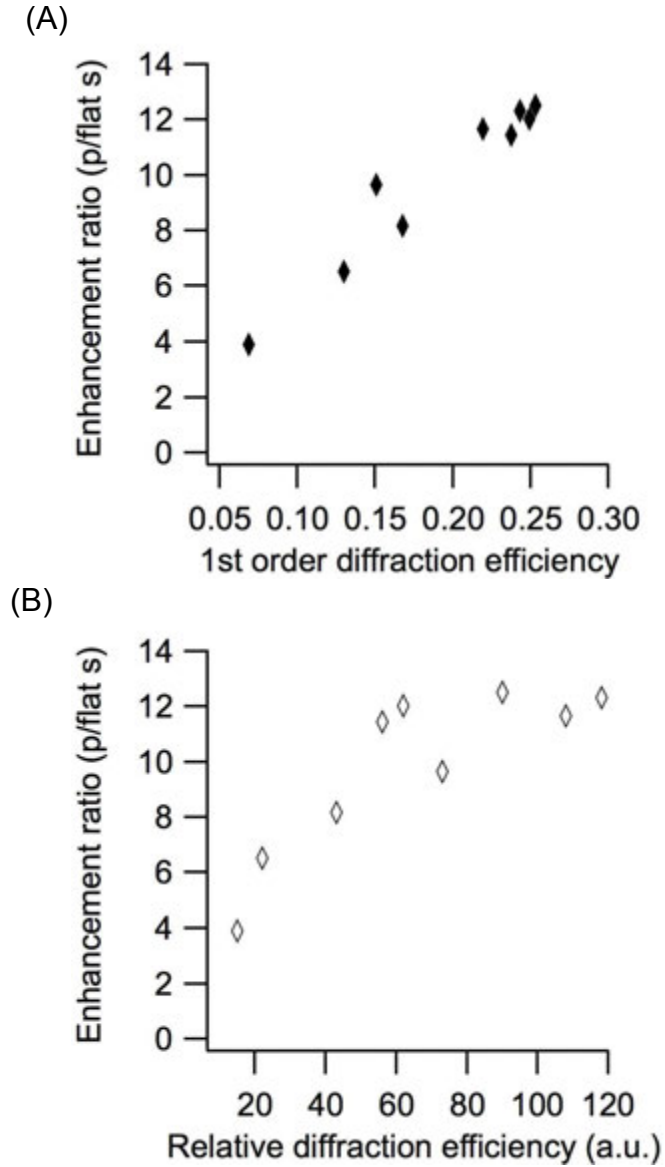 (A)
Enhancement ratio (p/flat s)
14
12
10
8
6
4
2
0
0.05 0.10 0.15 0.20 0.25 0.30
1st order diffraction efficiency
(B)
Enhancement ratio (p/flat s)
14
12
10
8
6
4
2
0
20 40 60 80 100 120
Relative diffraction efficiency (a.u.)